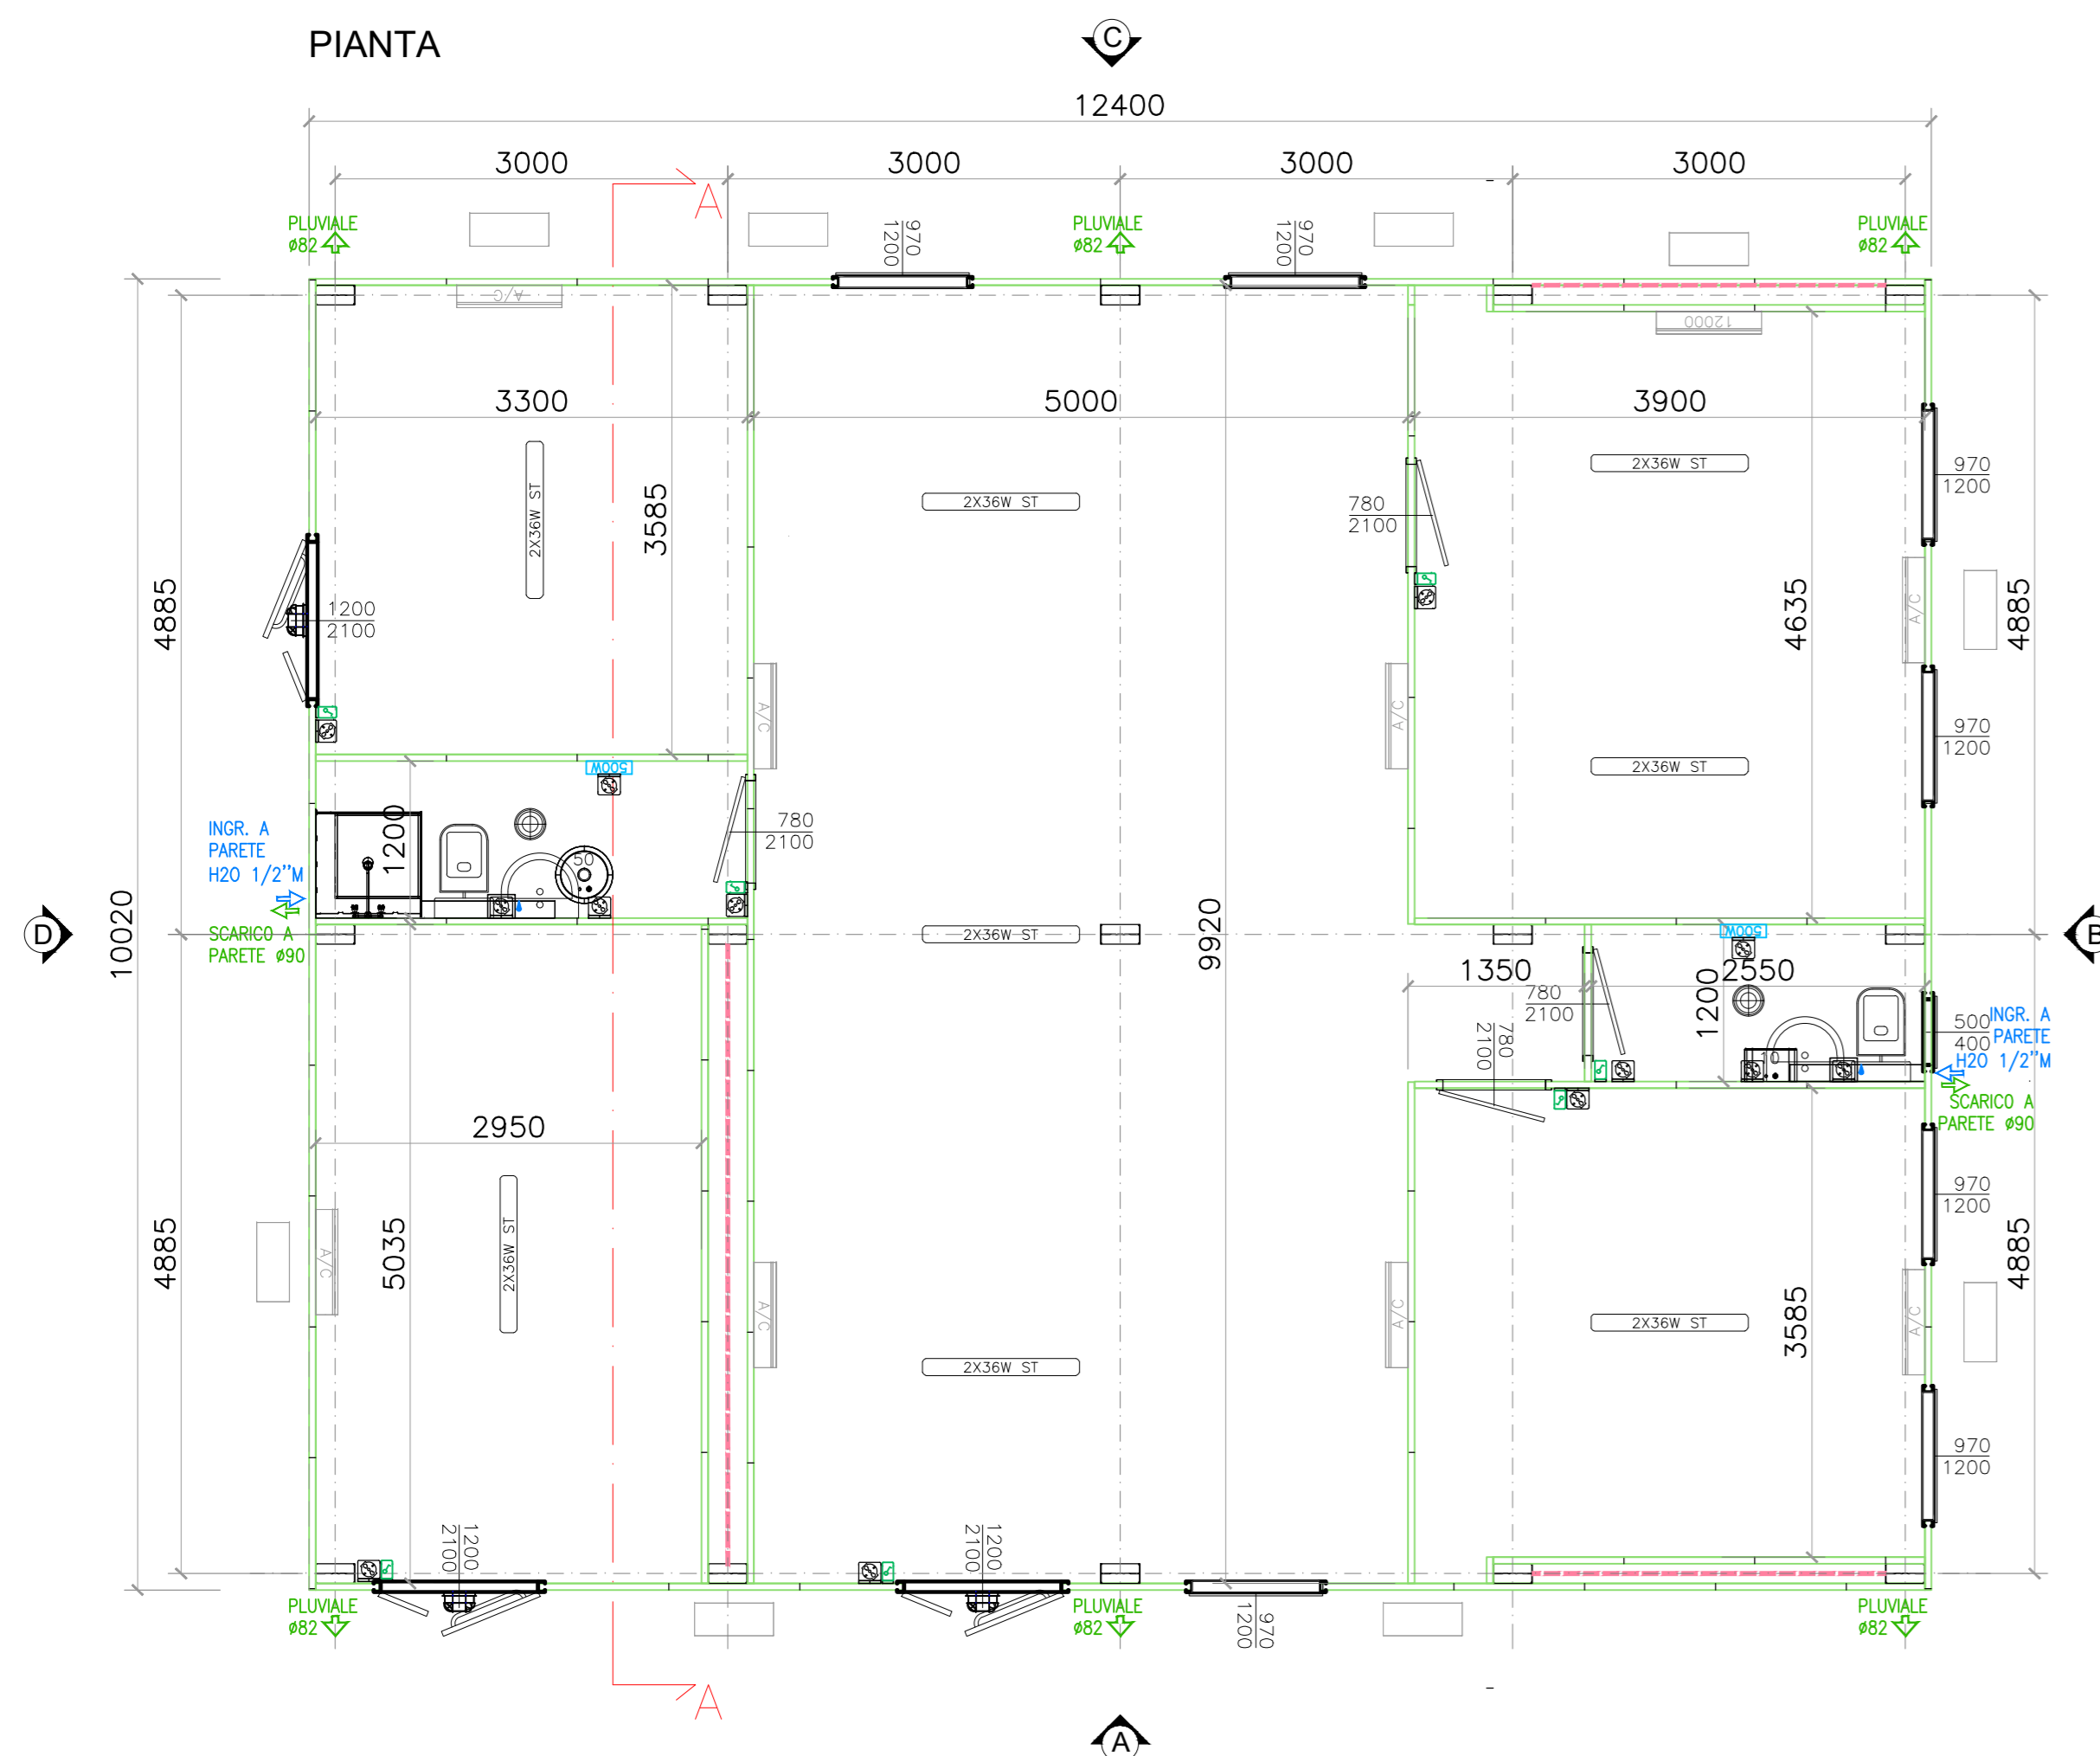 PIANTA
C
12400
3000
3000
3000
3000
A
PLUVIALE
ø82
PLUVIALE
ø82
PLUVIALE
ø82
970
1200
970
1200
A/C
12000
3300
5000
3900
2X36W ST
2X36W ST
2X36W ST
970
1200
780
2100
3585
4885
1200
2100
4635
A/C
4885
A/C
A/C
970
1200
2X36W ST
500W
780
2100
1200
50
INGR. A
PARETE
H2O 1/2"M
SCARICO A
PARETE ø90
D
10020
9920
2X36W ST
500W
B
1350
2550
780
2100
780
2100
1200
10
500
400
INGR. A
PARETE
H2O 1/2"M
SCARICO A
PARETE ø90
2950
970
1200
2X36W ST
4885
5035
A/C
A/C
A/C
2X36W ST
3585
A/C
4885
2X36W ST
970
1200
1200
2100
1200
2100
970
1200
PLUVIALE
ø82
PLUVIALE
ø82
PLUVIALE
ø82
A
A